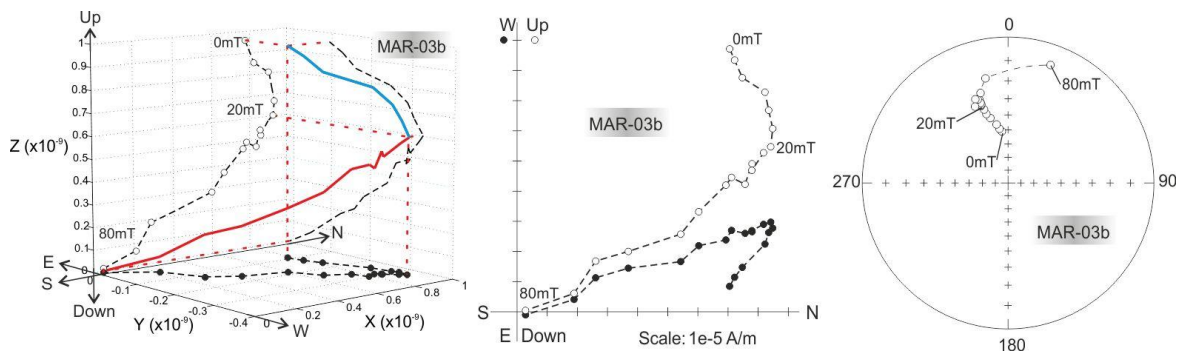 Up
1
0.9
0.8
0.7
0.6
0.5
0.4
0.3
0.2
0.1
0
Z (x10⁻⁹)
0mT
20mT
80mT
MAR-03b
N
E
S
Down
0
-0.1
-0.2
-0.3
-0.4
Y (x10⁻⁹)
W
0
0.2
0.4
0.6
0.8
1
X (x10⁻⁹)
W Up
0mT
MAR-03b
20mT
80mT
S
N
E Down
Scale: 1e-5 A/m
0
80mT
20mT
0mT
270
90
MAR-03b
180